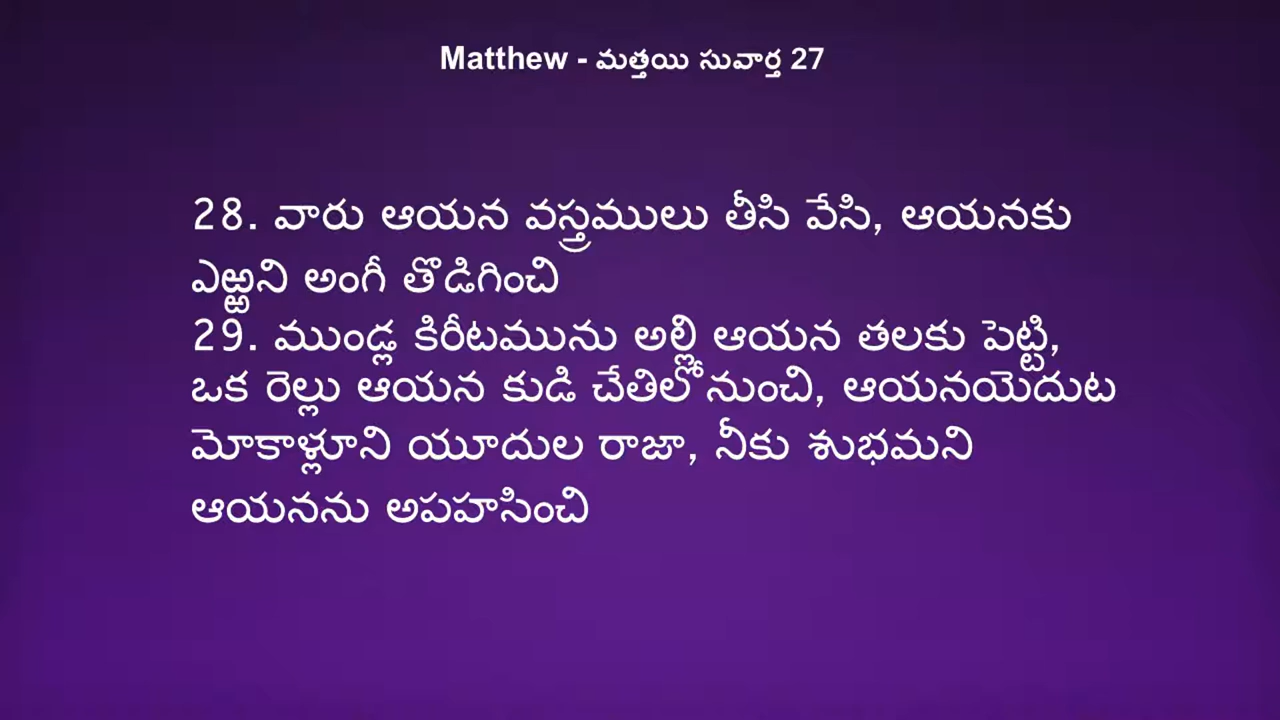 Matthew - మత్తయి సువార్త 27
28. వారు ఆయన వస్త్రములు తీసి వేసి, ఆయనకు
ఎఱ్ఱని అంగీ తొడిగించి
29. ముండ్ల కిరీటమును అల్లి ఆయన తలకు పెట్టి,
ఒక రెల్లు ఆయన కుడి చేతిలోనుంచి, ఆయనయెదుట
మోకాళ్లూని యూదుల రాజా, నీకు శుభమని
ఆయనను అపహసించి